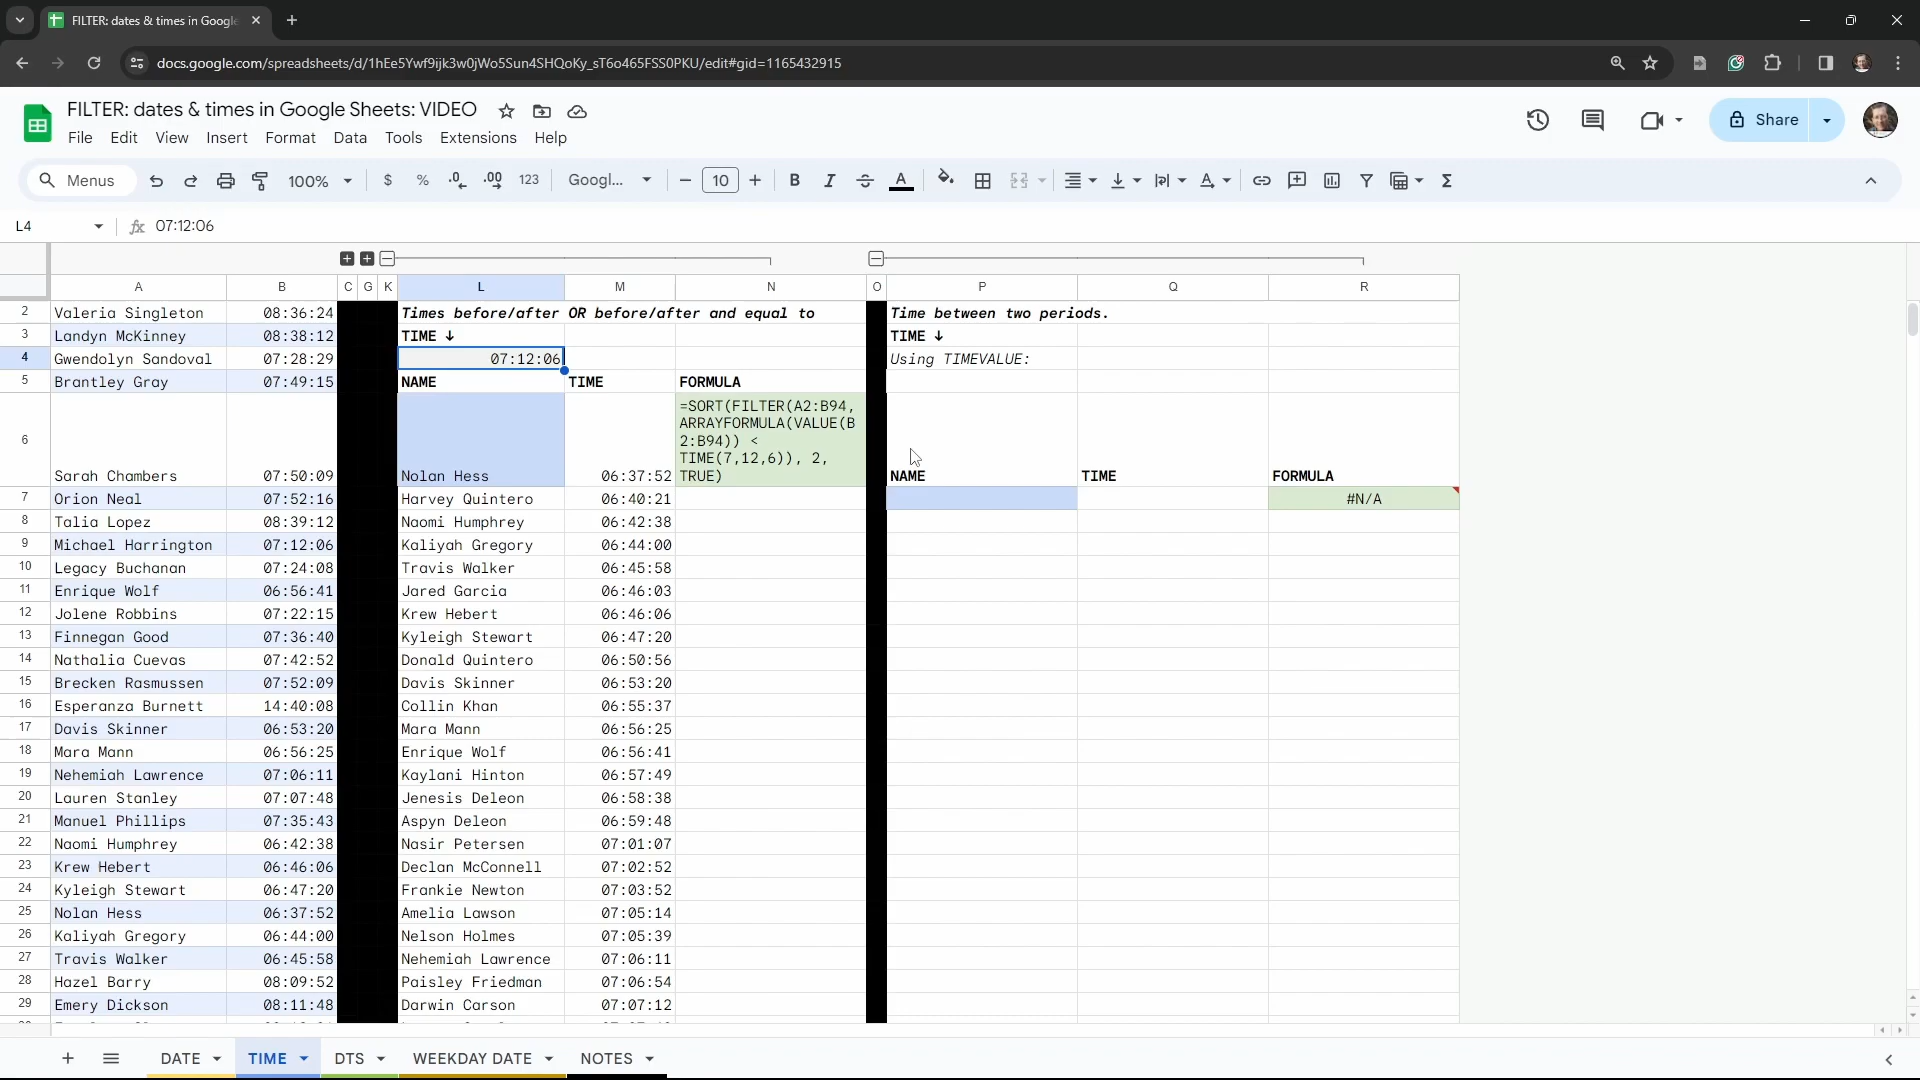 FILTER: dates & times in Google
docs.google.com/spreadsheets/d/1hEe5Ywf9ijk3w0jWo5Sun4SHQoKy_sT6o465FSS0PKU/edit#gid=1165432915
FILTER: dates & times in Google Sheets: VIDEO
File Edit View Insert Format Data Tools Extensions Help
Share
Menus 100% $ % .0 .00 123 Googl... 10 B I A
L4 fx 07:12:06
A B C G K L M N O P Q R
2 Valeria Singleton 08:36:24 Times before/after OR before/after and equal to Time between two periods.
3 Landyn McKinney 08:38:12 TIME ↓ TIME ↓
4 Gwendolyn Sandoval 07:28:29 07:12:06 Using TIMEVALUE:
5 Brantley Gray 07:49:15 NAME TIME FORMULA
=SORT(FILTER(A2:B94,
ARRAYFORMULA(VALUE(B
2:B94)) <
TIME(7,12,6)), 2,
TRUE)
6 Sarah Chambers 07:50:09 Nolan Hess 06:37:52 NAME TIME FORMULA
7 Orion Neal 07:52:16 Harvey Quintero 06:40:21 #N/A
8 Talia Lopez 08:39:12 Naomi Humphrey 06:42:38
9 Michael Harrington 07:12:06 Kaliyah Gregory 06:44:00
10 Legacy Buchanan 07:24:08 Travis Walker 06:45:58
11 Enrique Wolf 06:56:41 Jared Garcia 06:46:03
12 Jolene Robbins 07:22:15 Krew Hebert 06:46:06
13 Finnegan Good 07:36:40 Kyleigh Stewart 06:47:20
14 Nathalia Cuevas 07:42:52 Donald Quintero 06:50:56
15 Brecken Rasmussen 07:52:09 Davis Skinner 06:53:20
16 Esperanza Burnett 14:40:08 Collin Khan 06:55:37
17 Davis Skinner 06:53:20 Mara Mann 06:56:25
18 Mara Mann 06:56:25 Enrique Wolf 06:56:41
19 Nehemiah Lawrence 07:06:11 Kaylani Hinton 06:57:49
20 Lauren Stanley 07:07:48 Jenesis Deleon 06:58:38
21 Manuel Phillips 07:35:43 Aspyn Deleon 06:59:48
22 Naomi Humphrey 06:42:38 Nasir Petersen 07:01:07
23 Krew Hebert 06:46:06 Declan McConnell 07:02:52
24 Kyleigh Stewart 06:47:20 Frankie Newton 07:03:52
25 Nolan Hess 06:37:52 Amelia Lawson 07:05:14
26 Kaliyah Gregory 06:44:00 Nelson Holmes 07:05:39
27 Travis Walker 06:45:58 Nehemiah Lawrence 07:06:11
28 Hazel Barry 08:09:52 Paisley Friedman 07:06:54
29 Emery Dickson 08:11:48 Darwin Carson 07:07:12
DATE TIME DTS WEEKDAY DATE NOTES